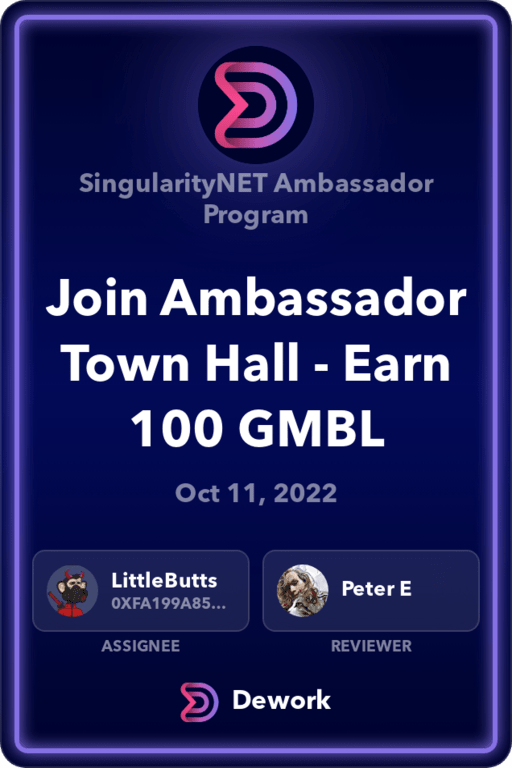 SingularityNET Ambassador
Program
Join Ambassador
Town Hall - Earn
100 GMBL
Oct 11, 2022
LittleButts
0XFA199A85...
ASSIGNEE
Peter E
REVIEWER
Dework